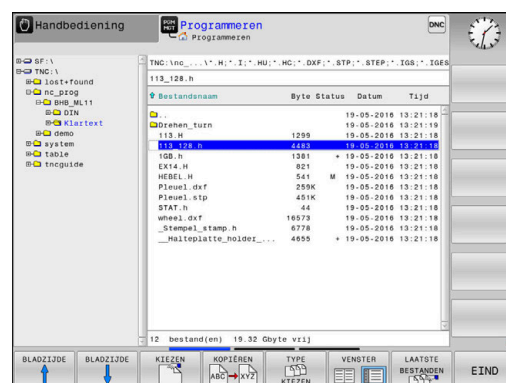 Handbediening
PGM
MGT
Programmeren
Programmeren
DNC
SF:\
TNC:\
lost+found
nc_prog
BHB_ML11
DIN
Klartext
demo
system
table
tncguide
TNC:\nc_...\*.H;*.I;*.HU;*.HC;*.DXF;*.STP;*.STEP;*.IGS;*.IGES
113_128.h
Bestandsnaam Byte Status Datum Tijd
.. 19-05-2016 13:21:18
Drehen_turn 19-05-2016 13:21:19
113.H 1299 19-05-2016 13:21:18
113_128.h 4483 19-05-2016 13:21:18
1GB.h 1381 + 19-05-2016 13:21:18
EX14.H 821 19-05-2016 13:21:18
HEBEL.H 541 M 19-05-2016 13:21:18
Pleuel.dxf 259K 19-05-2016 13:21:18
Pleuel.stp 451K 19-05-2016 13:21:18
STAT.h 44 19-05-2016 13:21:18
wheel.dxf 16573 19-05-2016 13:21:18
_Stempel_stamp.h 6778 19-05-2016 13:21:18
__Halteplatte_holder_... 4655 + 19-05-2016 13:21:18
12 bestand(en) 19.32 Gbyte vrij
BLADZIJDE
BLADZIJDE
KIEZEN
KOPIËREN
ABC XYZ
TYPE
KIEZEN
VENSTER
LAATSTE
BESTANDEN
EIND